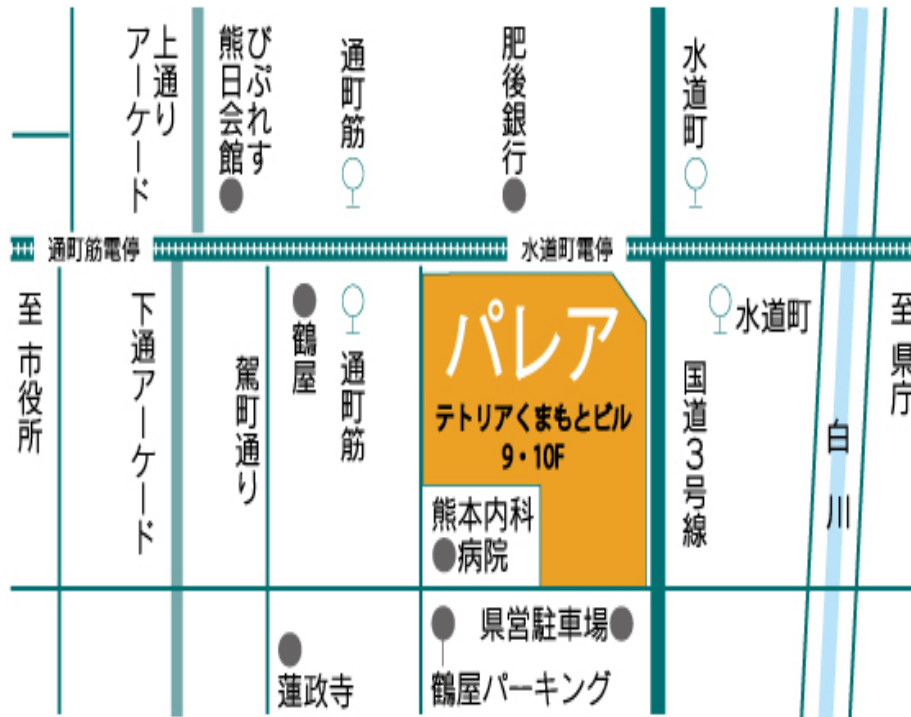 上通り
アーケード
びぷれす
熊日会館
通町筋
肥後銀行
水道町
通町筋電停
水道町電停
至 市役所
下通アーケード
駕町通り
鶴屋
通町筋
パレア
テトリアくまもとビル
9・10F
熊本内科
病院
国道3号線
水道町
白川
至 県庁
蓮政寺
鶴屋パーキング
県営駐車場